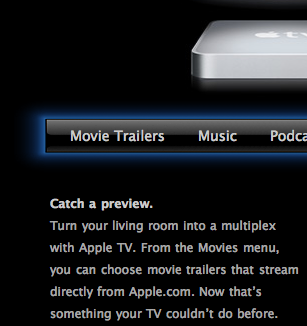 tv
Movie Trailers Music Podca
Catch a preview.
Turn your living room into a multiplex
with Apple TV. From the Movies menu,
you can choose movie trailers that stream
directly from Apple.com. Now that's
something your TV couldn't do before.